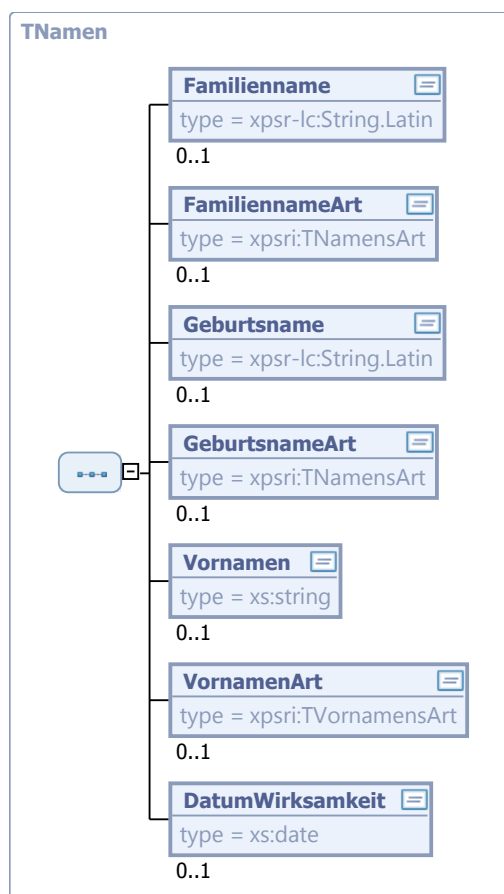 TNamen
Familienname
type = xpsr-lc:String.Latin
0..1
FamiliennameArt
type = xpsri:TNamensArt
0..1
Geburtsname
type = xpsr-lc:String.Latin
0..1
GeburtsnameArt
type = xpsri:TNamensArt
0..1
Vornamen
type = xs:string
0..1
VornamenArt
type = xpsri:TVornamensArt
0..1
DatumWirksamkeit
type = xs:date
0..1